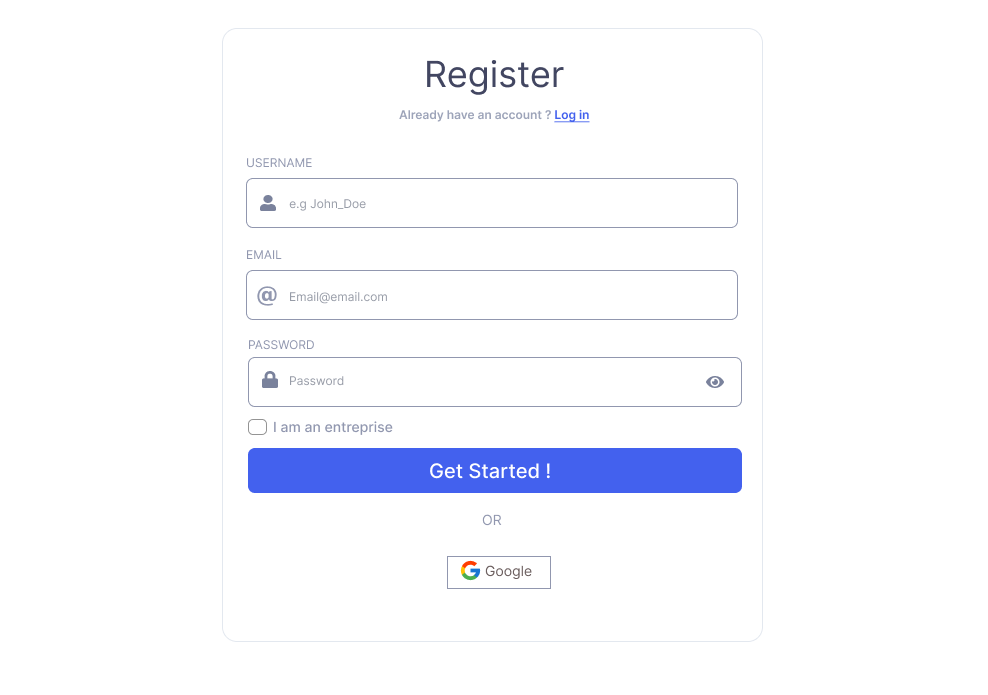 Register
Already have an account ? Log in
USERNAME
e.g John_Doe
EMAIL
@ Email@email.com
PASSWORD
Password
I am an entreprise
Get Started !
OR
Google